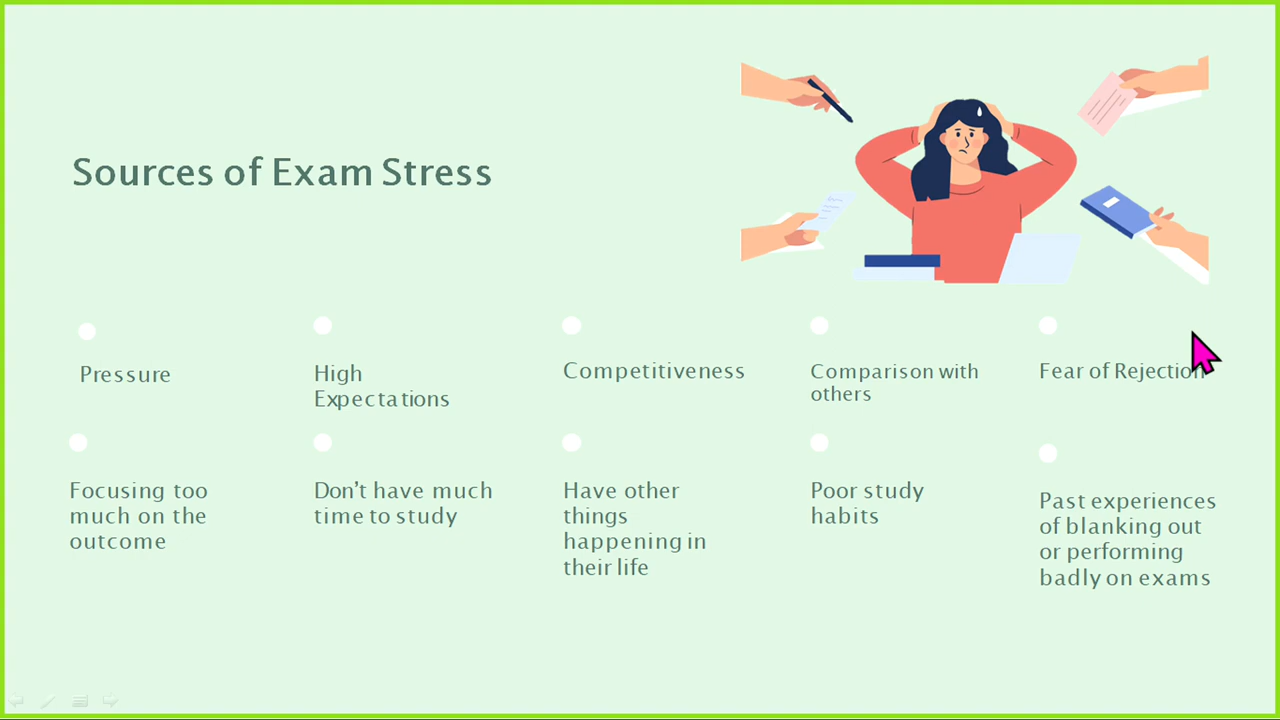 Sources of Exam Stress
Pressure
High
Expectations
Competitiveness
Comparison with
others
Fear of Rejection
Focusing too
much on the
outcome
Don’t have much
time to study
Have other
things
happening in
their life
Poor study
habits
Past experiences
of blanking out
or performing
badly on exams